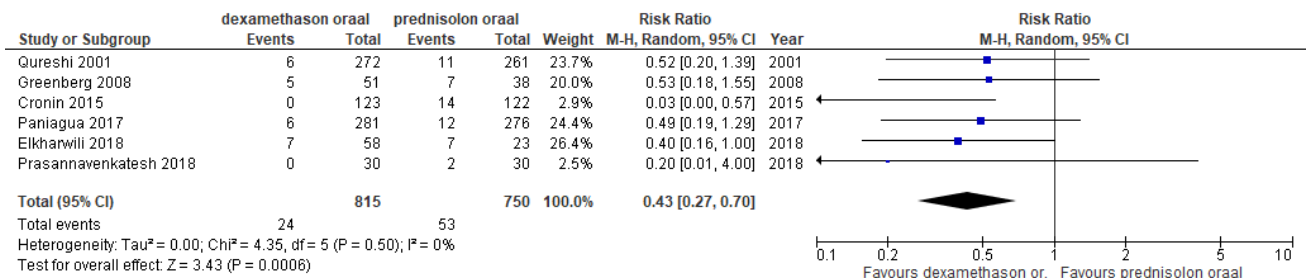 dexamethason oraal prednisolon oraal Risk Ratio Risk Ratio
Study or Subgroup Events Total Events Total Weight M-H, Random, 95% CI Year M-H, Random, 95% CI
Qureshi 2001 6 272 11 261 23.7% 0.52 [0.20, 1.39] 2001
Greenberg 2008 5 51 7 38 20.0% 0.53 [0.18, 1.55] 2008
Cronin 2015 0 123 14 122 2.9% 0.03 [0.00, 0.57] 2015
Paniagua 2017 6 281 12 276 24.4% 0.49 [0.19, 1.29] 2017
Elkharwili 2018 7 58 7 23 26.4% 0.40 [0.16, 1.00] 2018
Prasannavenkatesh 2018 0 30 2 30 2.5% 0.20 [0.01, 4.00] 2018
Total (95% CI) 815 750 100.0% 0.43 [0.27, 0.70]
Total events 24 53
Heterogeneity: Tau² = 0.00; Chi² = 4.35, df = 5 (P = 0.50); I² = 0%
Test for overall effect: Z = 3.43 (P = 0.0006)
0.1 0.2 0.5 1 2 5 10
Favours dexamethason or. Favours prednisolon oraal